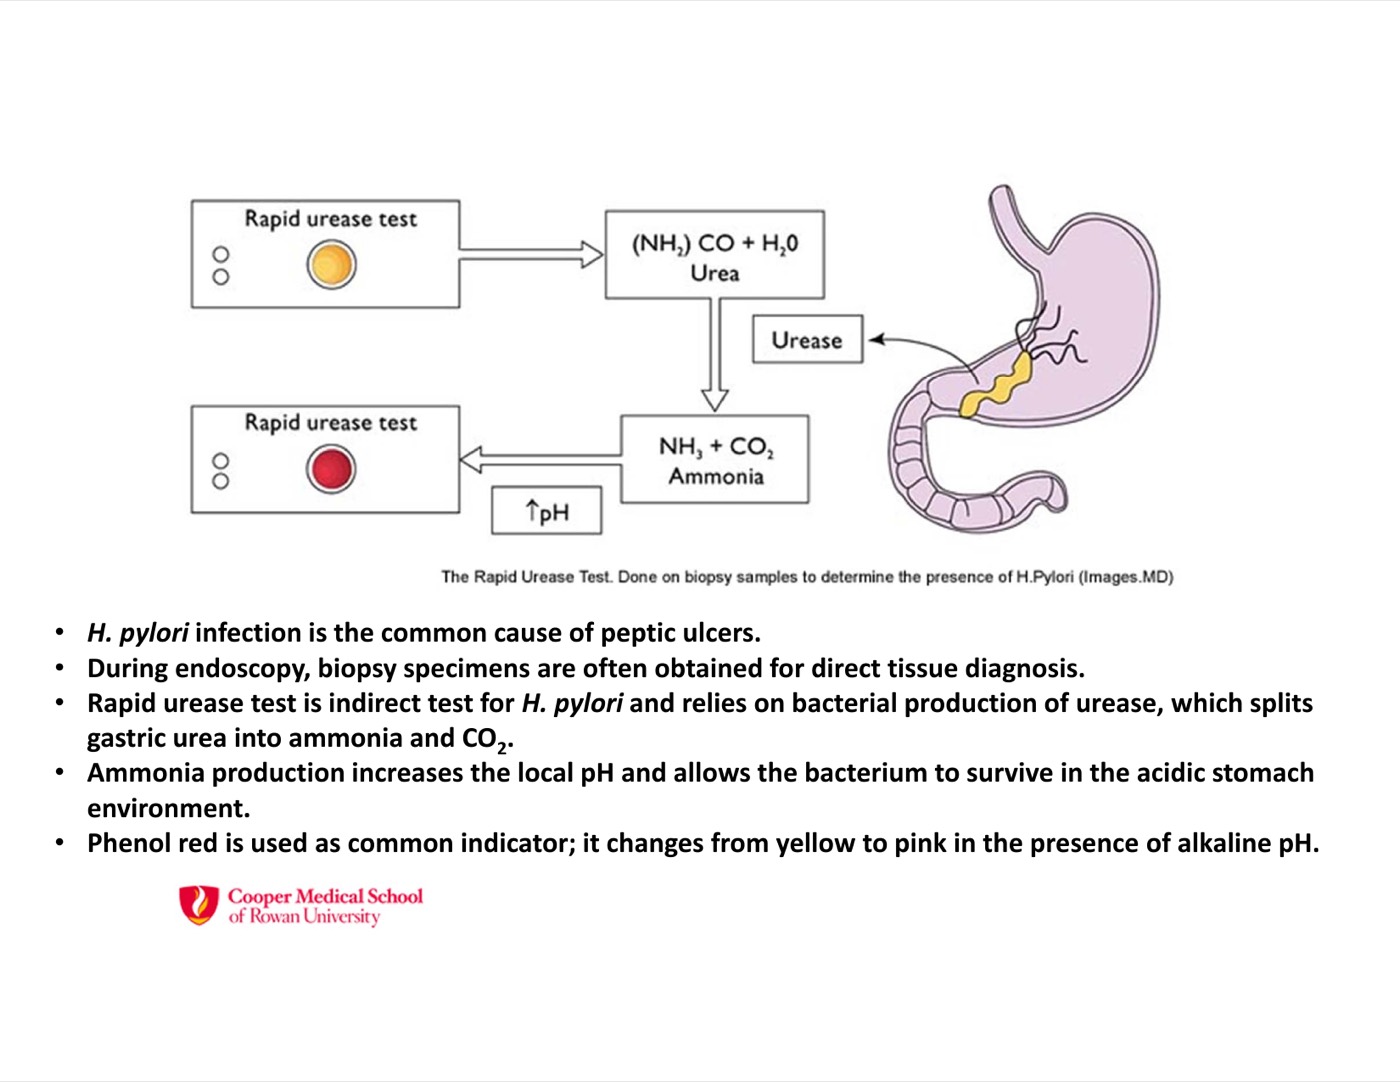 Rapid urease test
(NH₂) CO + H₂0
Urea
Urease
Rapid urease test
NH₃ + CO₂
Ammonia
↑pH
The Rapid Urease Test. Done on biopsy samples to determine the presence of H.Pylori (Images.MD)
• H. pylori infection is the common cause of peptic ulcers.
• During endoscopy, biopsy specimens are often obtained for direct tissue diagnosis.
• Rapid urease test is indirect test for H. pylori and relies on bacterial production of urease, which splits
gastric urea into ammonia and CO₂.
• Ammonia production increases the local pH and allows the bacterium to survive in the acidic stomach
environment.
• Phenol red is used as common indicator; it changes from yellow to pink in the presence of alkaline pH.
Cooper Medical School
of Rowan University